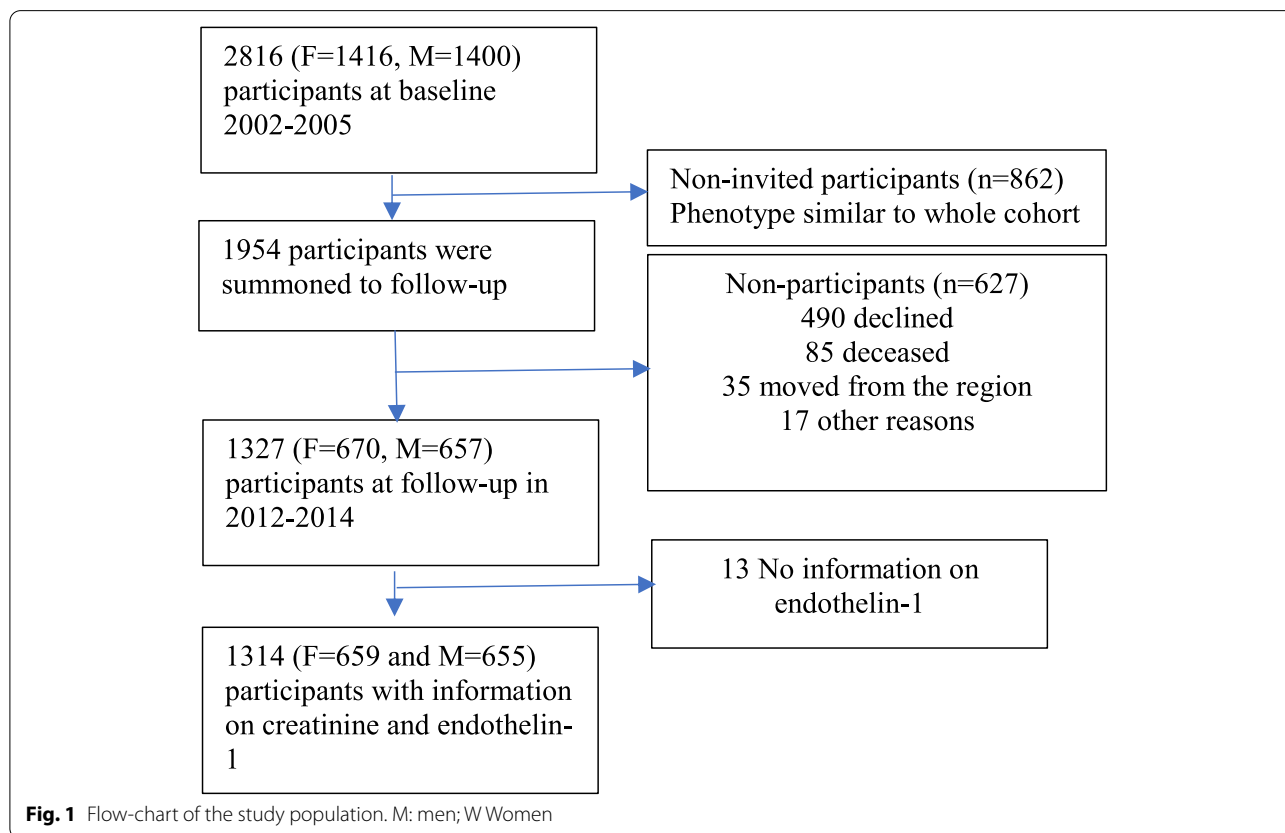 2816 (F=1416, M=1400)
participants at baseline
2002-2005
Non-invited participants (n=862)
Phenotype similar to whole cohort
1954 participants were
summoned to follow-up
Non-participants (n=627)
490 declined
85 deceased
35 moved from the region
17 other reasons
1327 (F=670, M=657)
participants at follow-up in
2012-2014
13 No information on
endothelin-1
1314 (F=659 and M=655)
participants with information
on creatinine and endothelin-
1
Fig. 1 Flow-chart of the study population. M: men; W Women